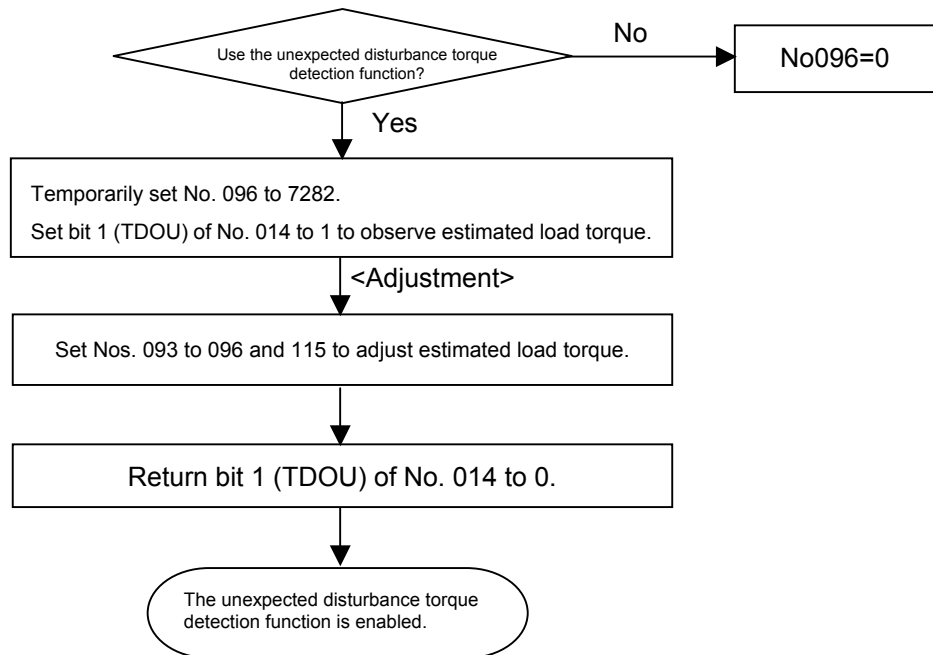 Use the unexpected disturbance torque
detection function?
No
No096=0
Yes
Temporarily set No. 096 to 7282.
Set bit 1 (TDOU) of No. 014 to 1 to observe estimated load torque.
<Adjustment>
Set Nos. 093 to 096 and 115 to adjust estimated load torque.
Return bit 1 (TDOU) of No. 014 to 0.
The unexpected disturbance torque
detection function is enabled.